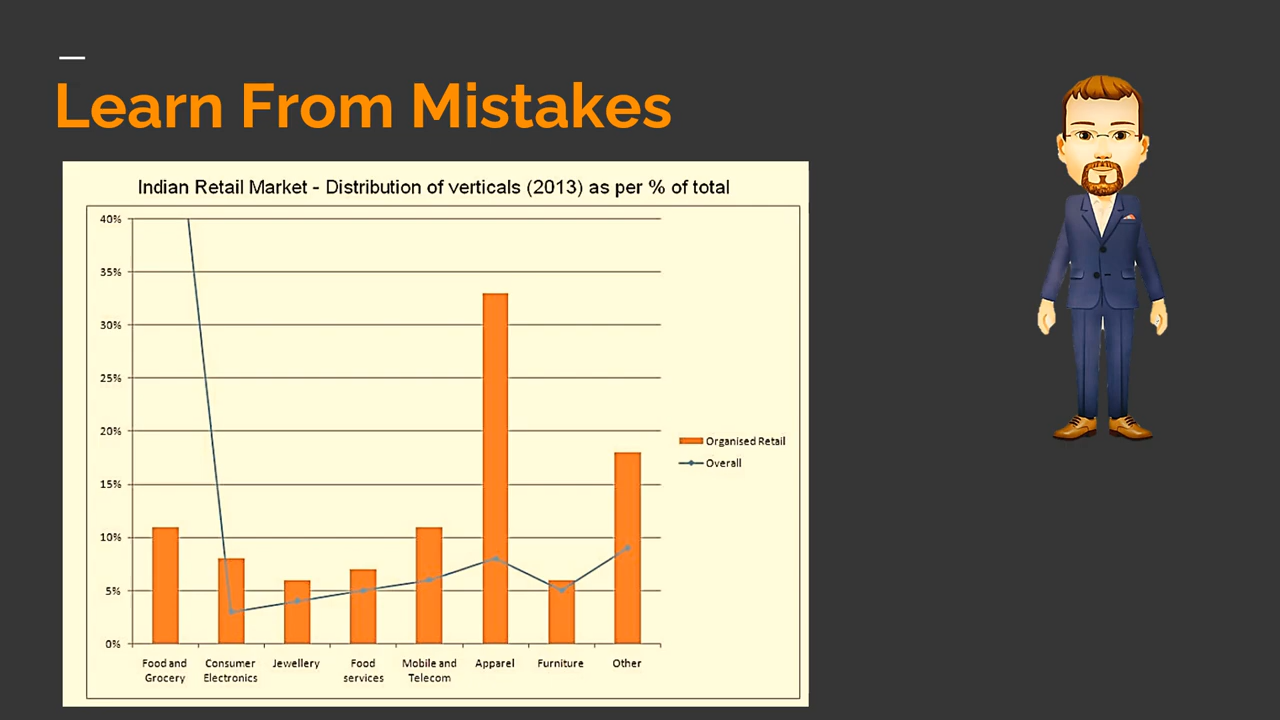 Learn From Mistakes
Indian Retail Market - Distribution of verticals (2013) as per % of total
40%
35%
30%
25%
20%
15%
10%
5%
0%
Food and
Grocery
Consumer
Electronics
Jewellery
Food
services
Mobile and
Telecom
Apparel
Furniture
Other
Organised Retail
Overall